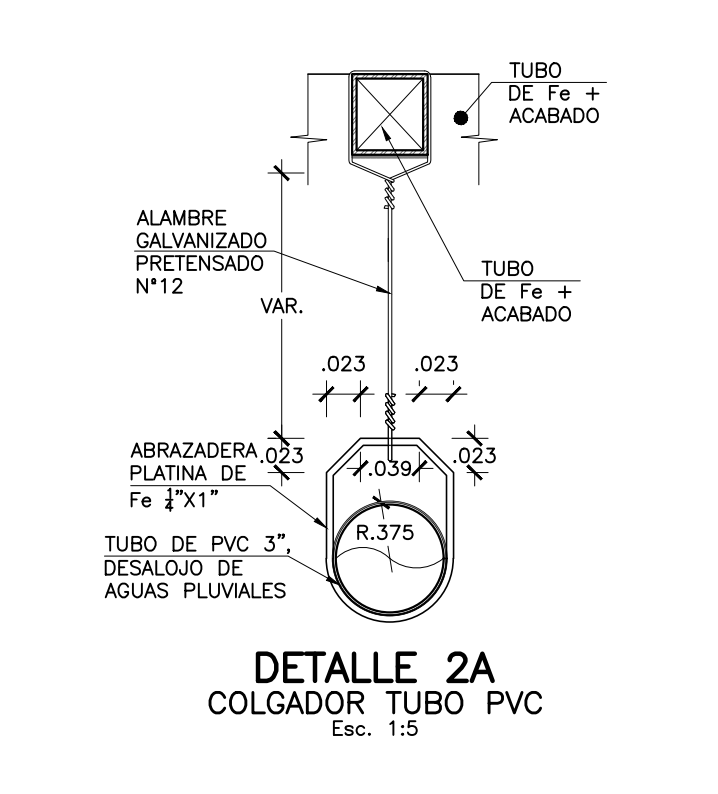 TUBO
DE Fe +
ACABADO
ALAMBRE
GALVANIZADO
PRETENSADO
Nº12
TUBO
DE Fe +
ACABADO
VAR.
.023
.023
ABRAZADERA
PLATINA DE
Fe 1/4"X1"
.023
.039
.023
R.375
TUBO DE PVC 3",
DESALOJO DE
AGUAS PLUVIALES
DETALLE 2A
COLGADOR TUBO PVC
Esc. 1:5